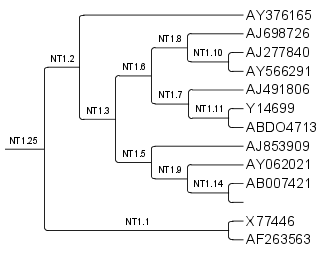 AY376165
NT1.8 AJ698726
NT1.2 NT1.10 AJ277840
NT1.6 AY566291
NT1.7 AJ491806
NT1.3 NT1.11 Y14699
ABDO4713
NT1.25 NT1.5 AJ853909
NT1.9 AY062021
NT1.14 AB007421
NT1.1 X77446
AF263563